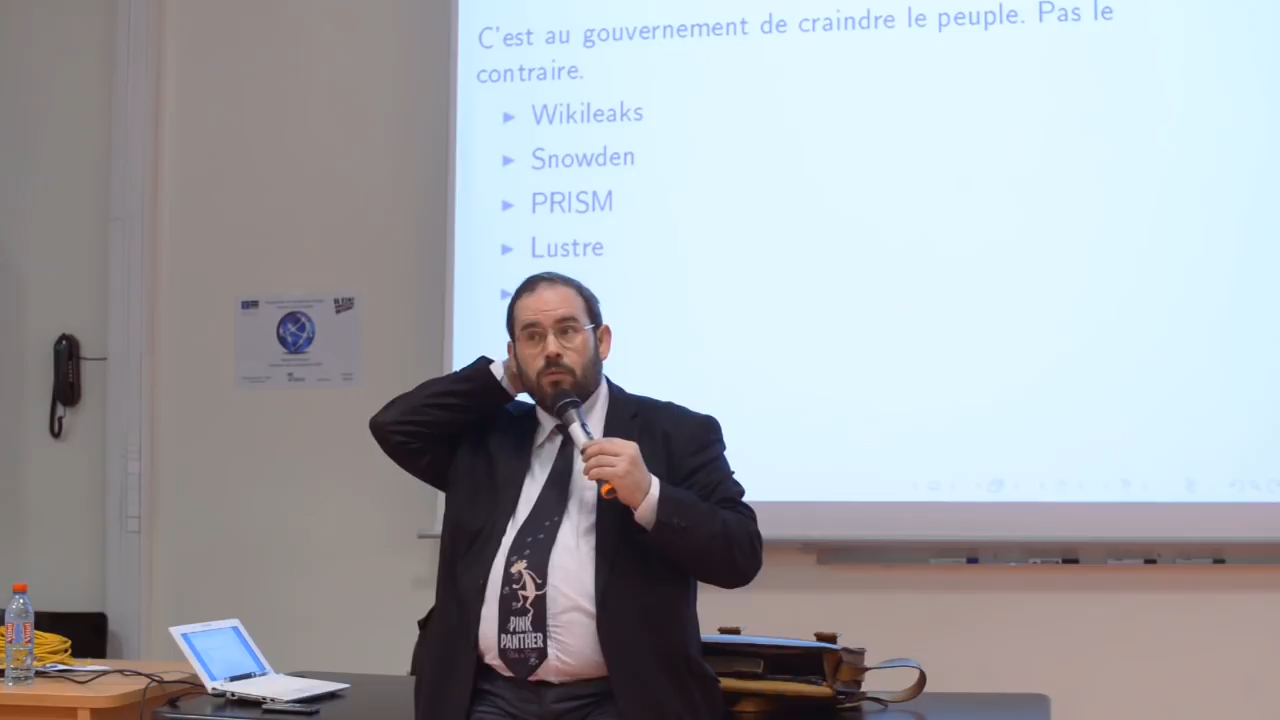 C'est au gouvernement de craindre le peuple. Pas le
contraire.
▶ Wikileaks
▶ Snowden
▶ PRISM
▶ Lustre
▶
PINK
PANTHER